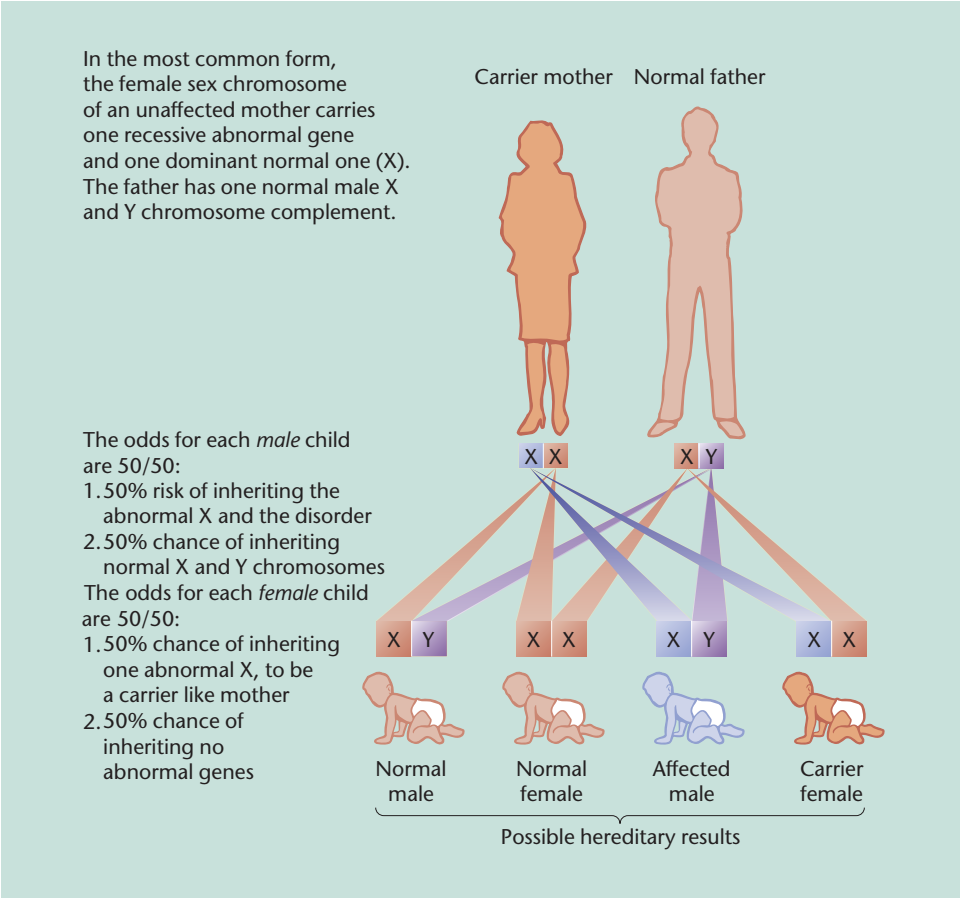 In the most common form,
the female sex chromosome
of an unaffected mother carries
one recessive abnormal gene
and one dominant normal one (X).
The father has one normal male X
and Y chromosome complement.
Carrier mother
Normal father
The odds for each male child
are 50/50:
1. 50% risk of inheriting the
abnormal X and the disorder
2. 50% chance of inheriting
normal X and Y chromosomes
The odds for each female child
are 50/50:
1. 50% chance of inheriting
one abnormal X, to be
a carrier like mother
2. 50% chance of
inheriting no
abnormal genes
X X
X Y
X Y
X X
X Y
X X
Normal
male
Normal
female
Affected
male
Carrier
female
Possible hereditary results